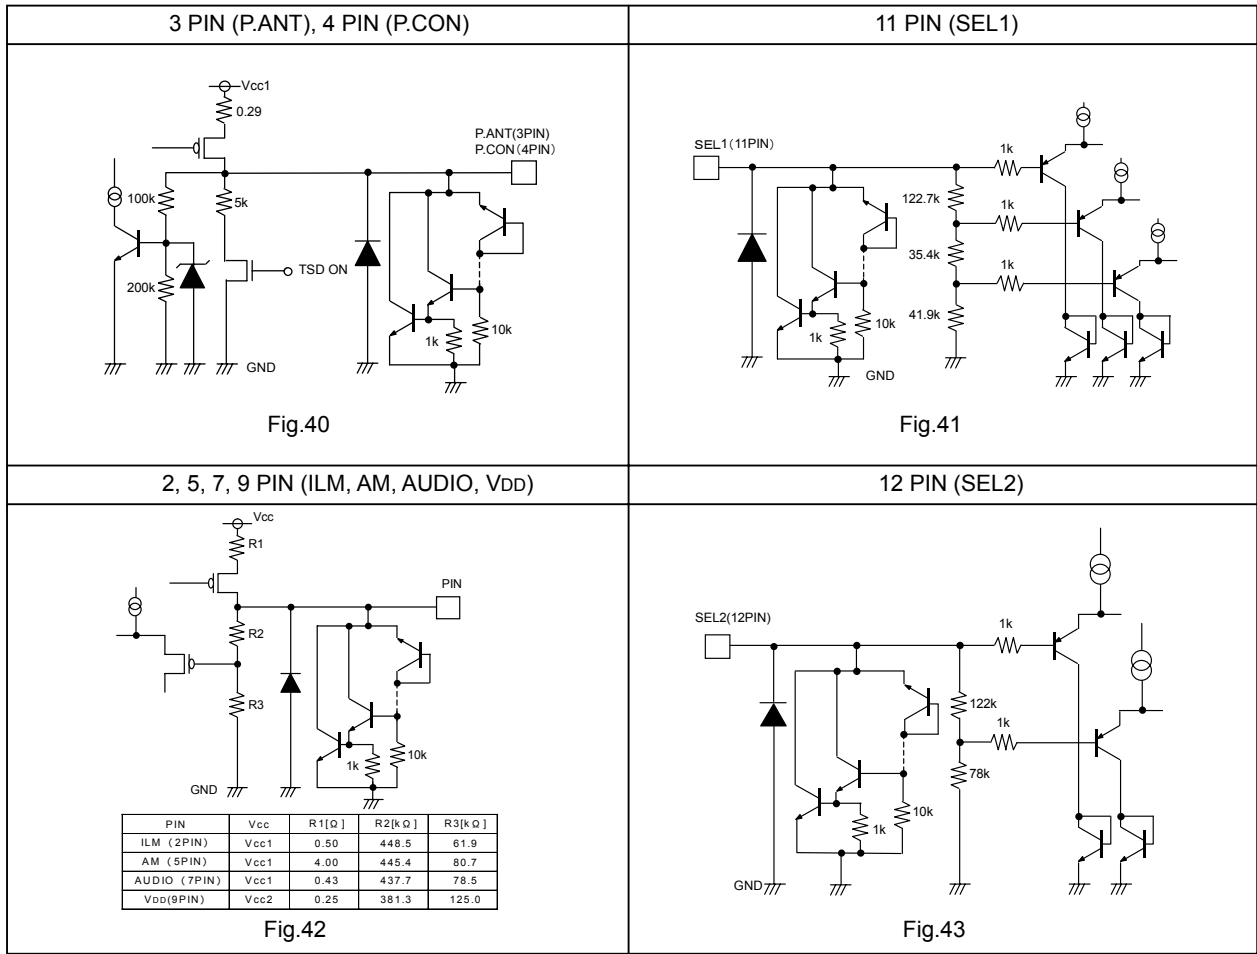 3 PIN (P.ANT), 4 PIN (P.CON)
Vcc1
0.29
P.ANT(3PIN)
P.CON(4PIN)
100k
5k
TSD ON
200k
1k
10k
GND
Fig.40
11 PIN (SEL1)
SEL1(11PIN)
1k
122.7k
1k
35.4k
1k
41.9k
1k
10k
GND
Fig.41
2, 5, 7, 9 PIN (ILM, AM, AUDIO, VDD)
Vcc
R1
PIN
R2
R3
1k
10k
GND
PIN Vcc R1[Ω] R2[kΩ] R3[kΩ]
ILM (2PIN) Vcc1 0.50 448.5 61.9
AM (5PIN) Vcc1 4.00 445.4 80.7
AUDIO (7PIN) Vcc1 0.43 437.7 78.5
VDD(9PIN) Vcc2 0.25 381.3 125.0
Fig.42
12 PIN (SEL2)
SEL2(12PIN)
1k
122k
1k
78k
10k
1k
GND
Fig.43